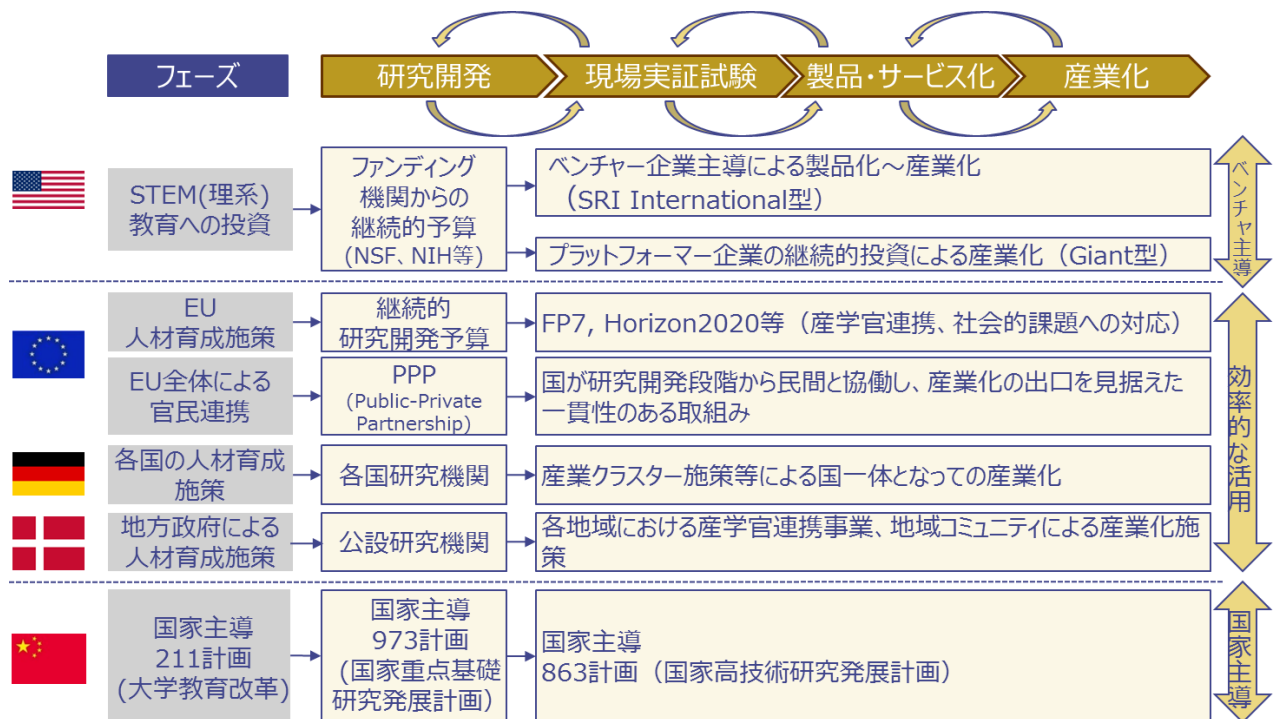 フェーズ
研究開発
現場実証試験
製品・サービス化
産業化
STEM(理系)
教育への投資
ファンディング
機関からの
継続的予算
(NSF、NIH等)
ベンチャー企業主導による製品化～産業化
（SRI International型）
プラットフォーマー企業の継続的投資による産業化（Giant型）
ベンチャ主導
EU
人材育成施策
継続的
研究開発予算
FP7, Horizon2020等（産学官連携、社会的課題への対応）
EU全体による
官民連携
PPP
(Public-Private
Partnership)
国が研究開発段階から民間と協働し、産業化の出口を見据えた
一貫性のある取組み
各国の人材育成
施策
各国研究機関
産業クラスター施策等による国一体となっての産業化
地方政府による
人材育成施策
公設研究機関
各地域における産学官連携事業、地域コミュニティによる産業化施
策
効率的な活用
国家主導
211計画
(大学教育改革)
国家主導
973計画
(国家重点基礎
研究発展計画)
国家主導
863計画（国家高技術研究発展計画）
国家主導